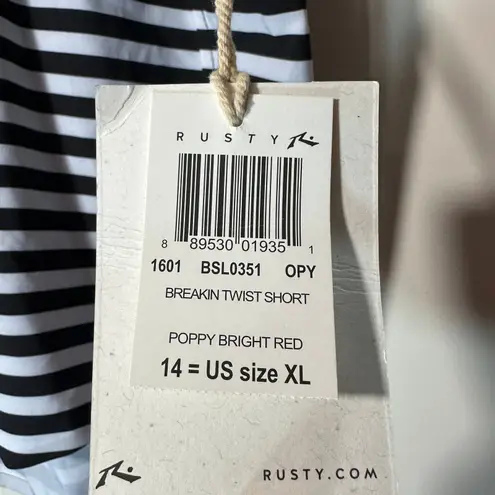 RUSTY
8 89530 01935 1
1601 BSL0351 OPY
BREAKIN TWIST SHORT
POPPY BRIGHT RED
14 = US size XL
RUSTY.COM